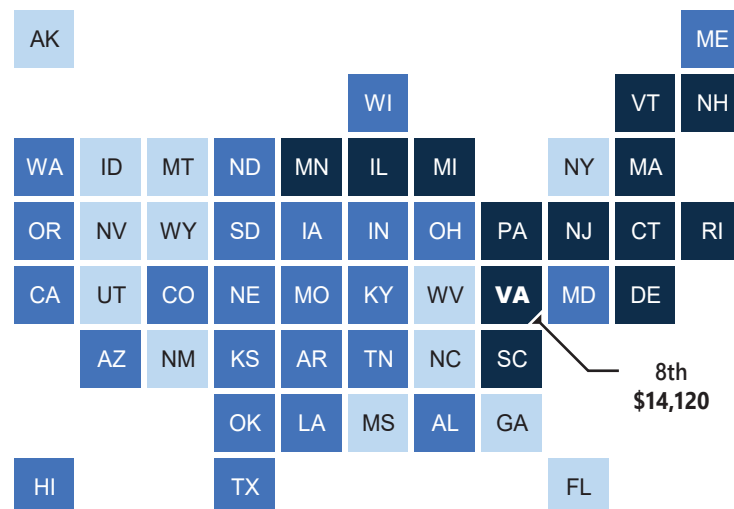 AK ME
WI VT NH
WA ID MT ND MN IL MI NY MA
OR NV WY SD IA IN OH PA NJ CT RI
CA UT CO NE MO KY WV VA MD DE
AZ NM KS AR TN NC SC
8th
$14,120
OK LA MS AL GA
HI TX FL